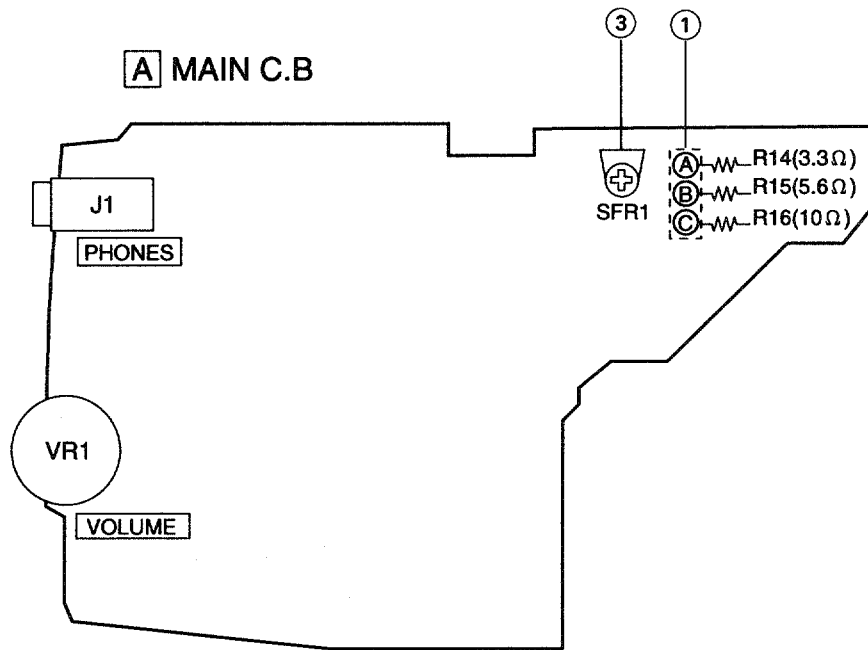 3 1
A MAIN C.B
A R14(3.3Ω)
B R15(5.6Ω)
C R16(10Ω)
SFR1
J1
PHONES
VR1
VOLUME